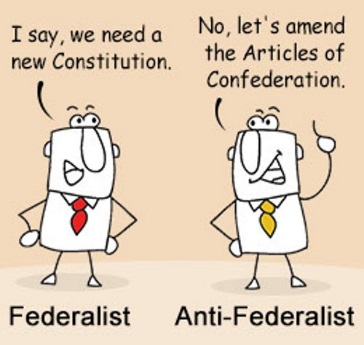 I say, we need a
new Constitution.
No, let's amend
the Articles of
Confederation.
Federalist
Anti-Federalist